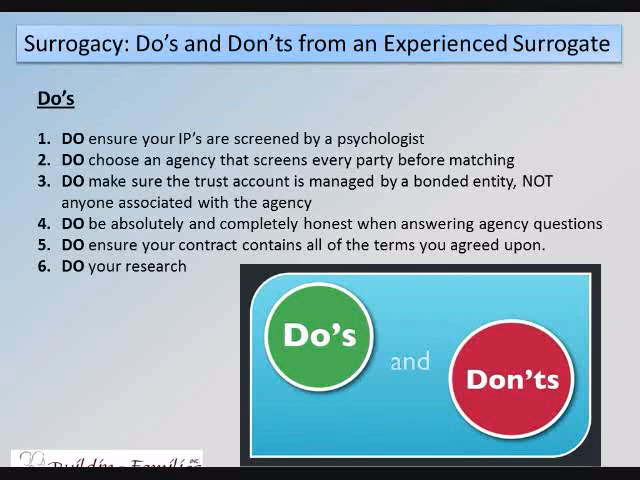 Surrogacy: Do's and Don'ts from an Experienced Surrogate
Do's
1. DO ensure your IP's are screened by a psychologist
2. DO choose an agency that screens every party before matching
3. DO make sure the trust account is managed by a bonded entity, NOT
anyone associated with the agency
4. DO be absolutely and completely honest when answering agency questions
5. DO ensure your contract contains all of the terms you agreed upon.
6. DO your research
Do's
and
Don'ts
Building Families INC.